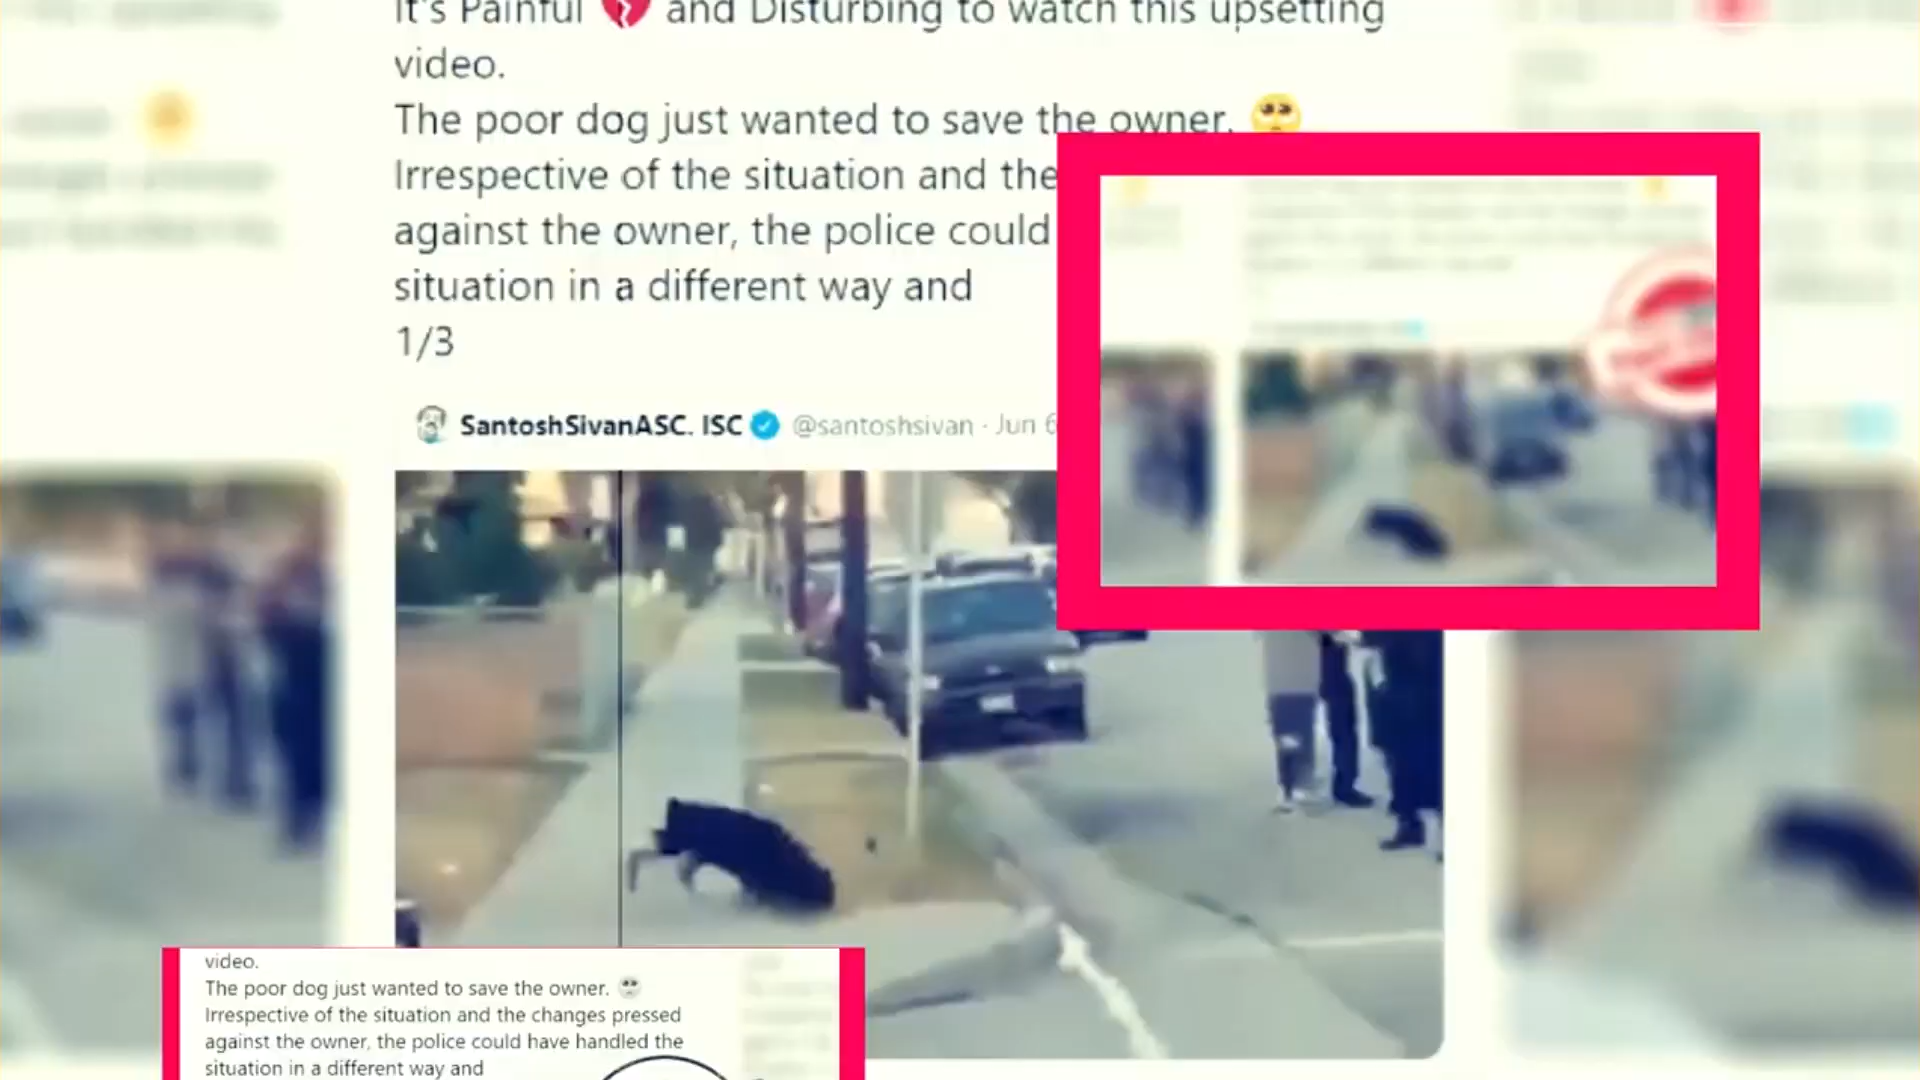 It's Painful 💔 and Disturbing to watch this upsetting
video.
The poor dog just wanted to save the owner. 🥺
Irrespective of the situation and the
against the owner, the police could
situation in a different way and
1/3
SantoshSivanASC. ISC @santoshsivan · Jun 6
video.
The poor dog just wanted to save the owner. 🥺
Irrespective of the situation and the changes pressed
against the owner, the police could have handled the
situation in a different way and